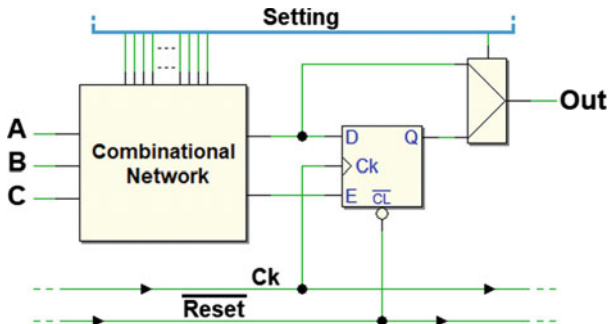 Setting
A
B
C
Combinational
Network
D
Q
Ck
E
CL
Out
Ck
Reset